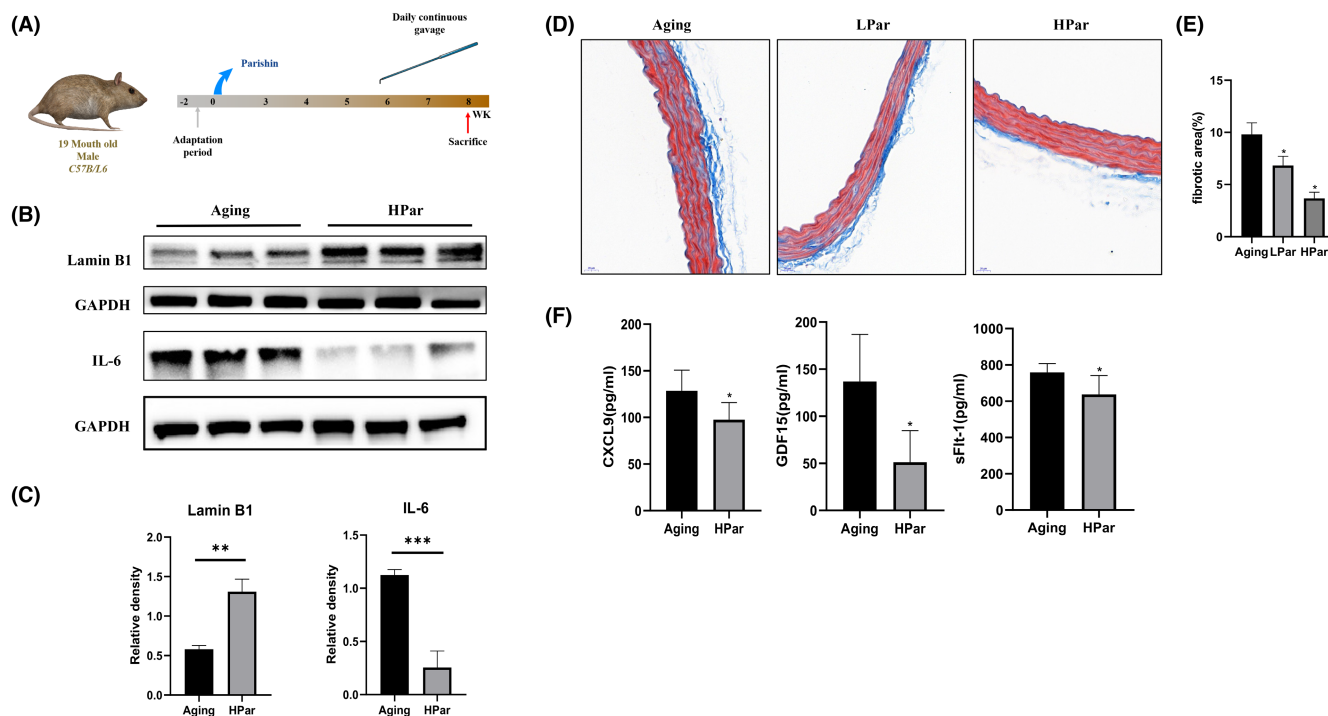 (A)
Daily continuous
gavage
Parishin
-2 0 3 4 5 6 7 8
WK
Adaptation
period
Sacrifice
19 Mouth old
Male
C57B/L6
(B)
Aging HPar
Lamin B1
GAPDH
IL-6
GAPDH
(C)
Lamin B1
Relative density
2.0
1.5
1.0
0.5
0.0
**
Aging HPar
IL-6
Relative density
1.5
1.0
0.5
0.0
***
Aging HPar
(D)
Aging LPar HPar
(E)
fibrotic area(%)
15
10
5
0
*
*
Aging LPar HPar
(F)
CXCL9(pg/ml)
200
150
100
50
0
*
Aging HPar
GDF15(pg/ml)
200
150
100
50
0
*
Aging HPar
sFlt-1(pg/ml)
800
600
400
200
0
*
Aging HPar